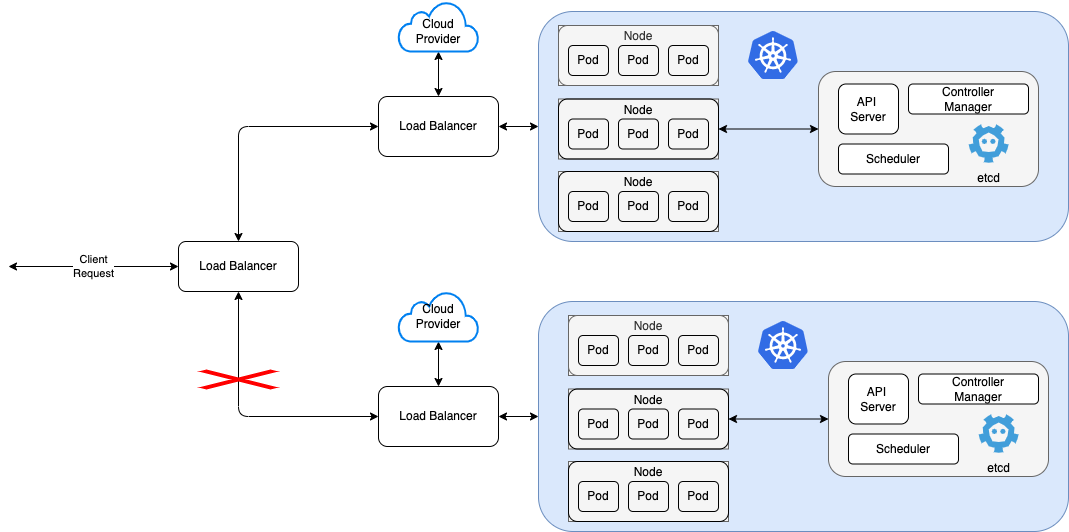 Cloud
Provider
Node
Pod Pod Pod
API
Server
Controller
Manager
Load Balancer
Node
Pod Pod Pod
Scheduler
etcd
Node
Pod Pod Pod
Client
Request
Load Balancer
Cloud
Provider
Node
Pod Pod Pod
API
Server
Controller
Manager
Load Balancer
Node
Pod Pod Pod
Scheduler
etcd
Node
Pod Pod Pod